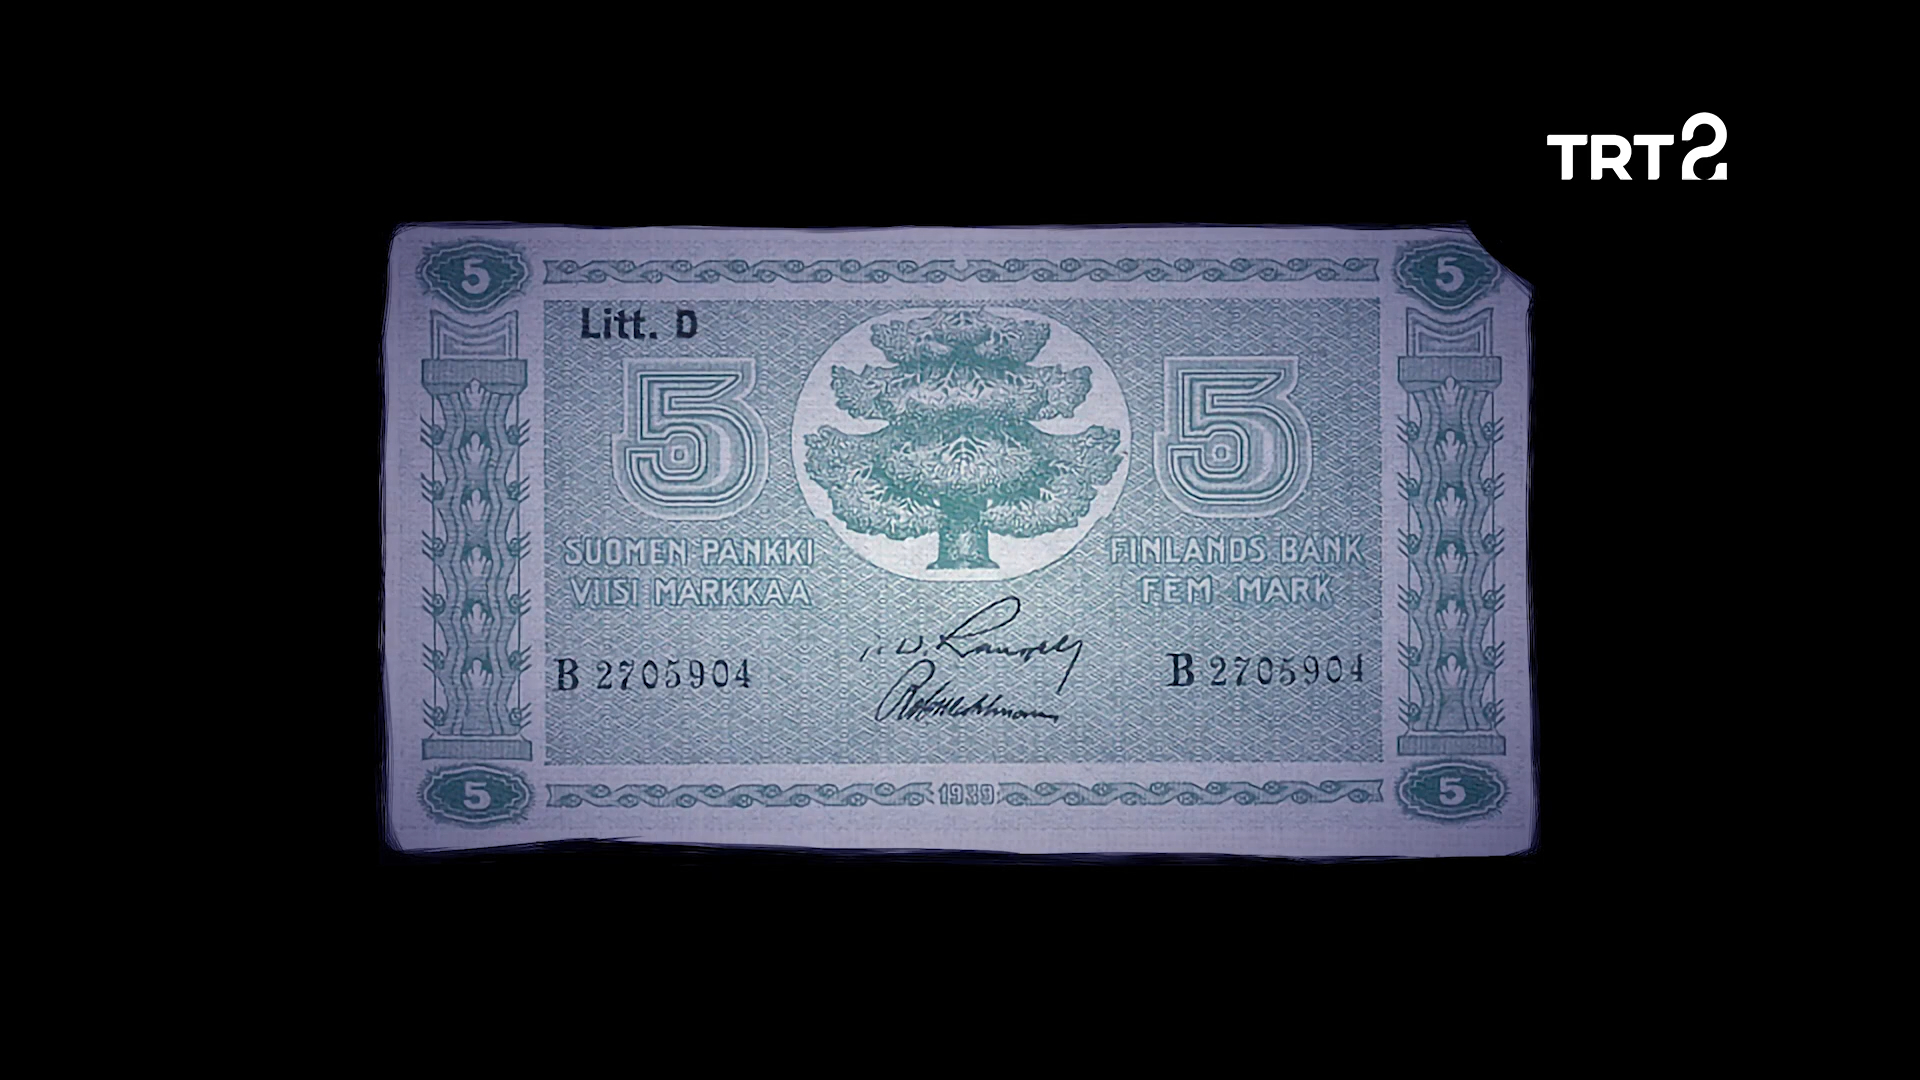 TRT2
5 5
Litt. D
5 5
SUOMEN PANKKI FINLANDS BANK
VIISI MARKKAA FEM MARK
B 2705904 B 2705904
5 1939 5